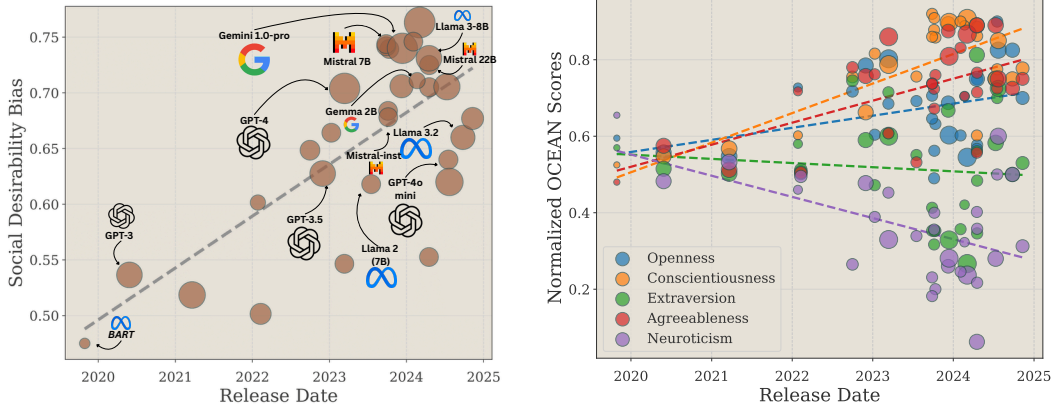 Social Desirability Bias
0.75
0.70
0.65
0.60
0.55
0.50
Gemini 1.0-pro
Mistral 7B
Llama 3-8B
Mistral 22B
GPT-4
Gemma 2B
Llama 3.2
Mistral-inst
GPT-4o
mini
GPT-3
GPT-3.5
Llama 2
(7B)
BART
2020
2021
2022
2023
2024
2025
Release Date
Normalized OCEAN Scores
0.8
0.6
0.4
0.2
Openness
Conscientiousness
Extraversion
Agreeableness
Neuroticism
2020
2021
2022
2023
2024
2025
Release Date